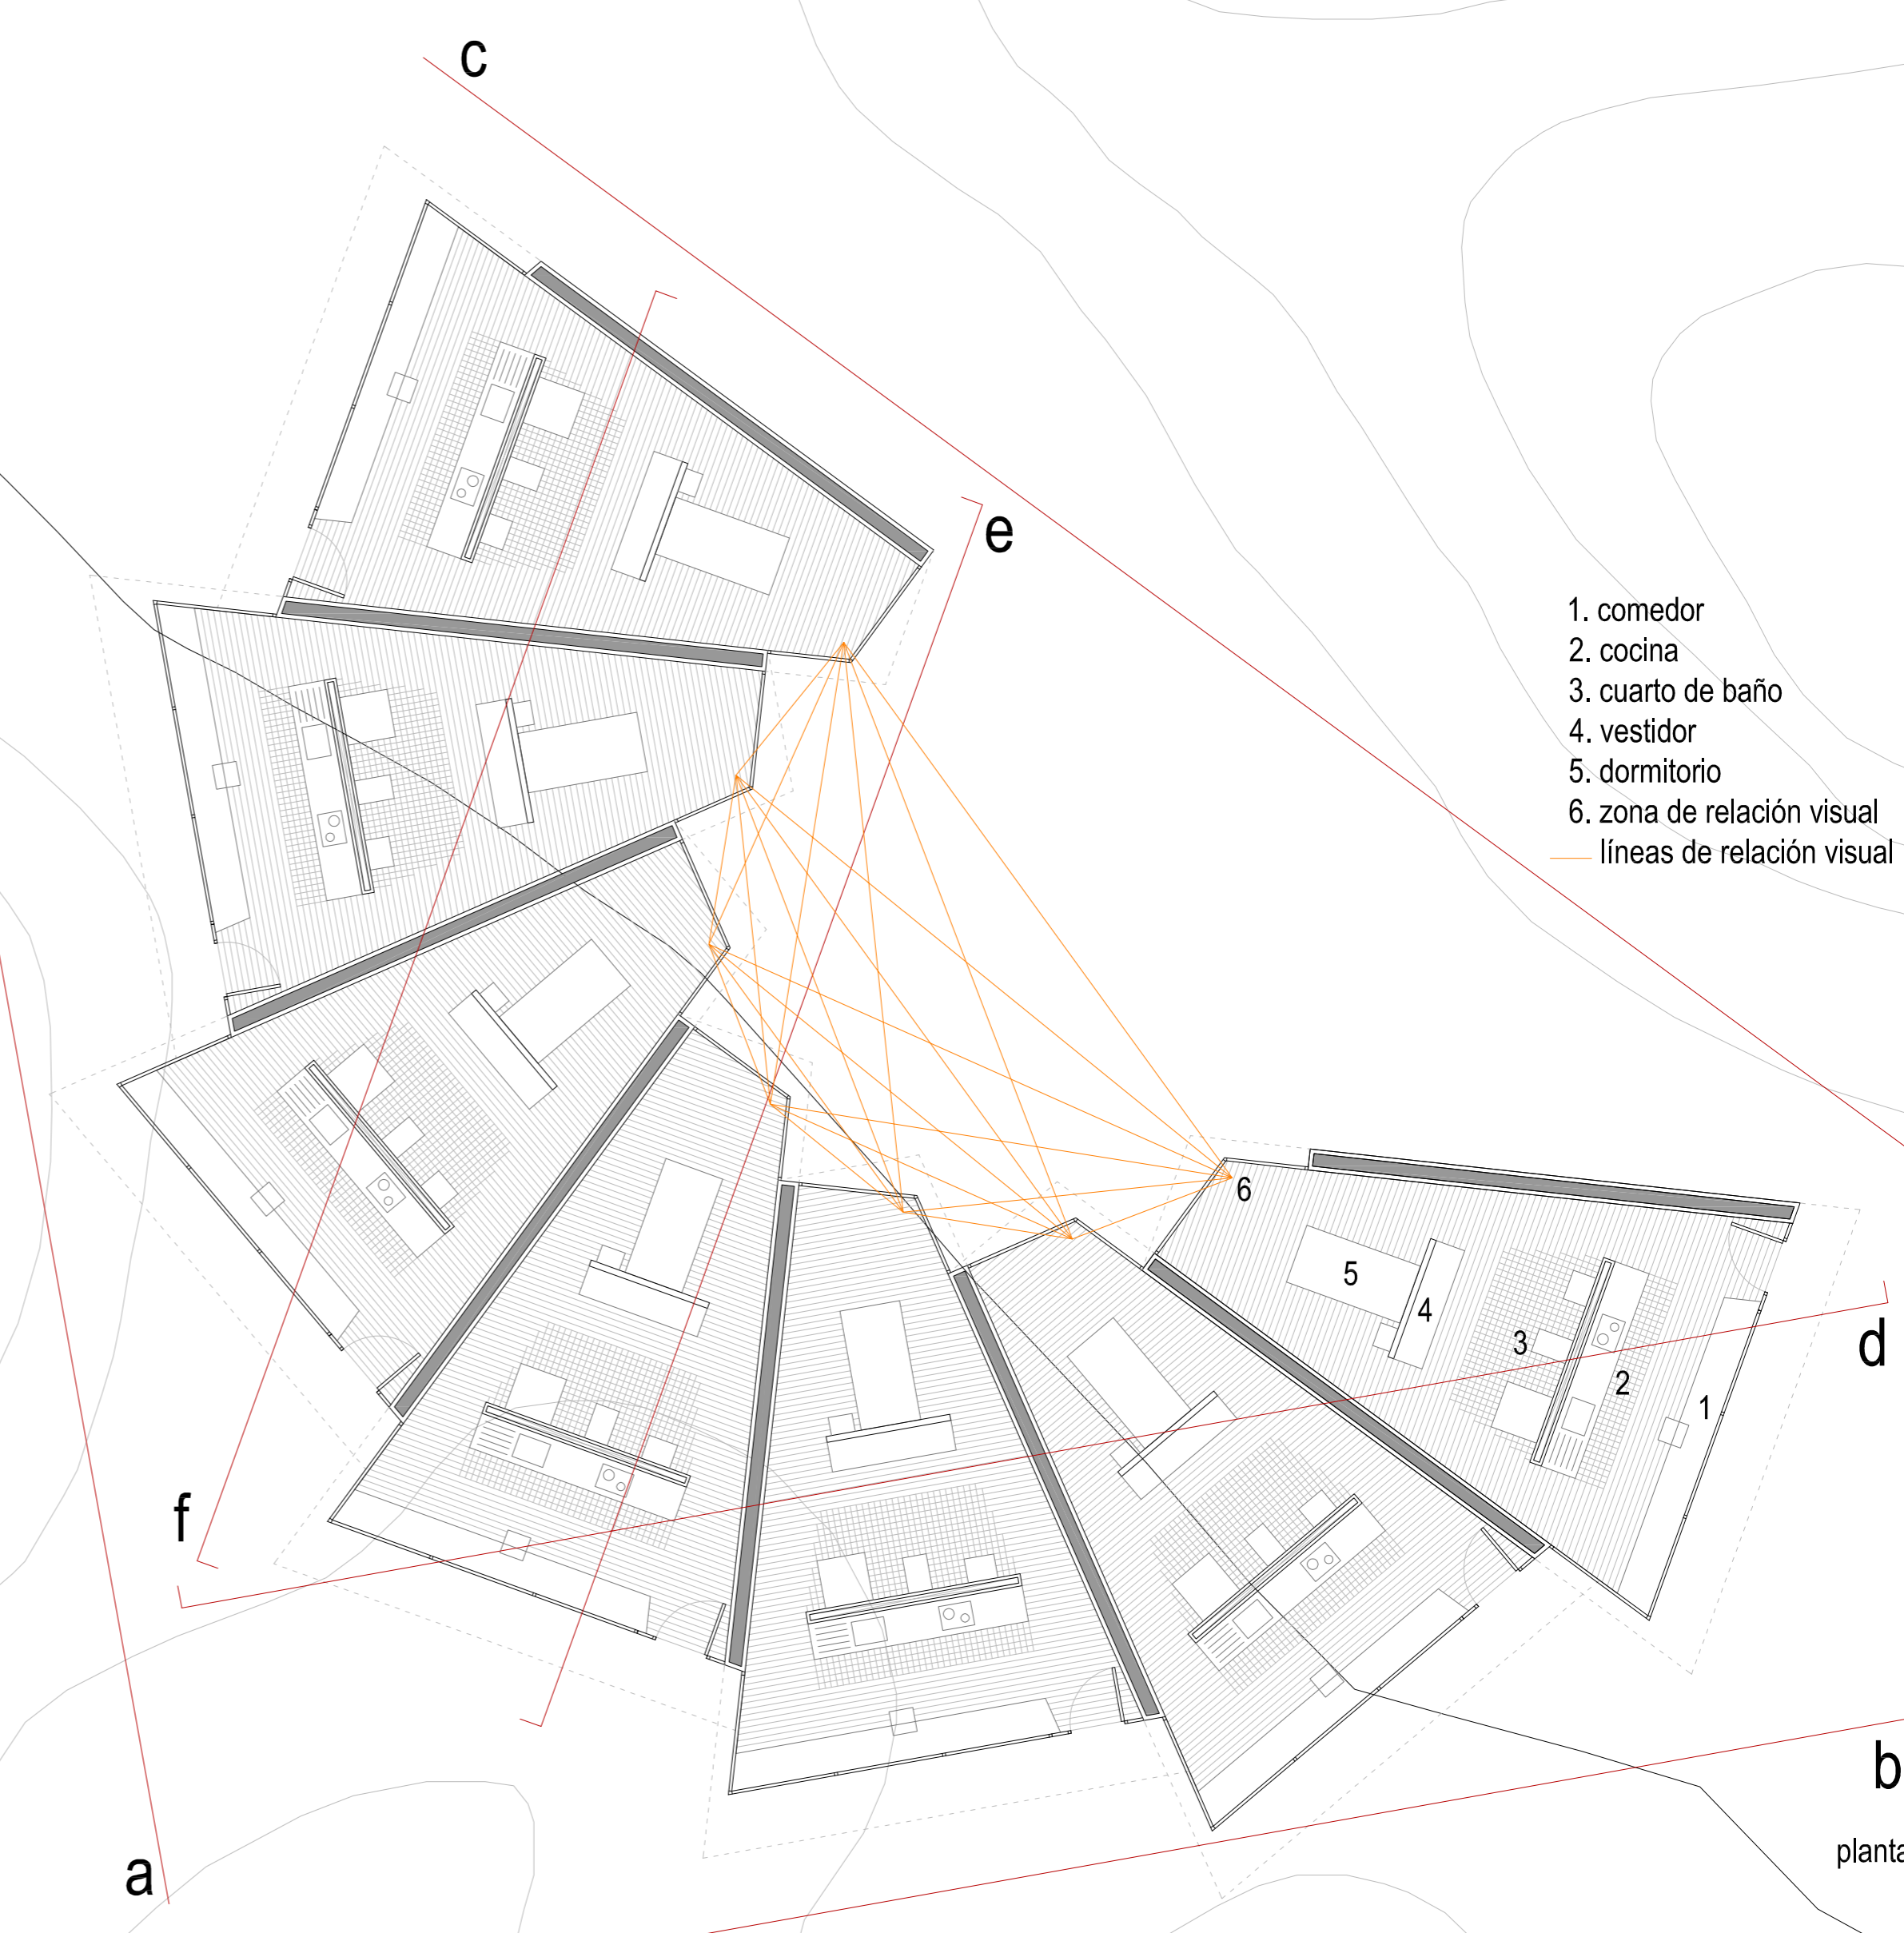 c
e
1. comedor
2. cocina
3. cuarto de baño
4. vestidor
5. dormitorio
6. zona de relación visual
líneas de relación visual
6
5
4
3
2
1
d
f
b
a
planta